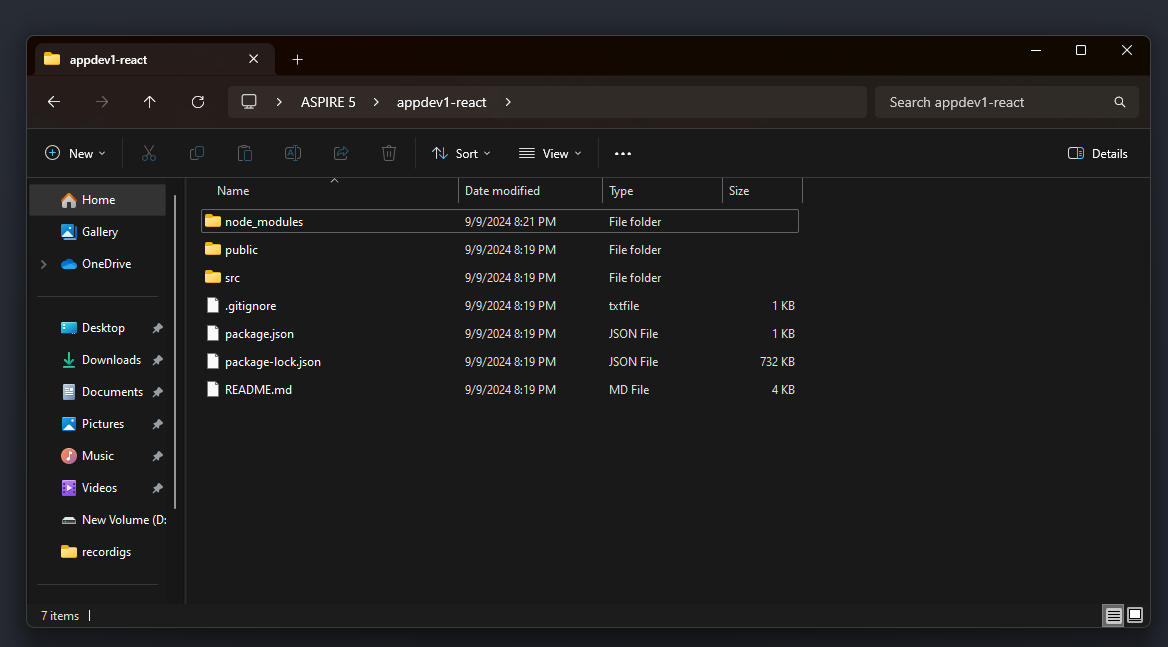 appdev1-react
ASPIRE 5
appdev1-react
Search appdev1-react
New
Sort
View
Details
Name Date modified Type Size
Home
Gallery
OneDrive
Desktop
Downloads
Documents
Pictures
Music
Videos
New Volume (D:
recordigs
node_modules 9/9/2024 8:21 PM File folder
public 9/9/2024 8:19 PM File folder
src 9/9/2024 8:19 PM File folder
.gitignore 9/9/2024 8:19 PM txtfile 1 KB
package.json 9/9/2024 8:19 PM JSON File 1 KB
package-lock.json 9/9/2024 8:19 PM JSON File 732 KB
README.md 9/9/2024 8:19 PM MD File 4 KB
7 items